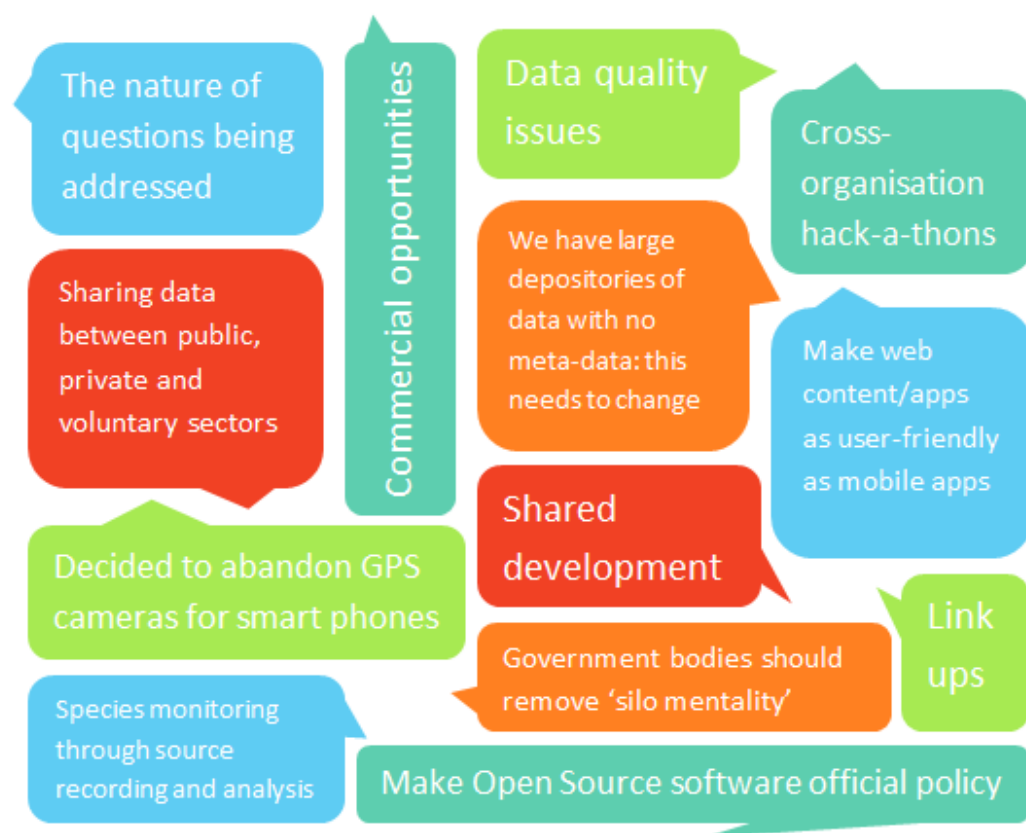 The nature of
questions being
addressed
Commercial opportunities
Data quality
issues
Cross-
organisation
hack-a-thons
Sharing data
between public,
private and
voluntary sectors
We have large
depositories of
data with no
meta-data: this
needs to change
Make web
content/apps
as user-friendly
as mobile apps
Shared
development
Decided to abandon GPS
cameras for smart phones
Link
ups
Government bodies should
remove ‘silo mentality’
Species monitoring
through source
recording and analysis
Make Open Source software official policy